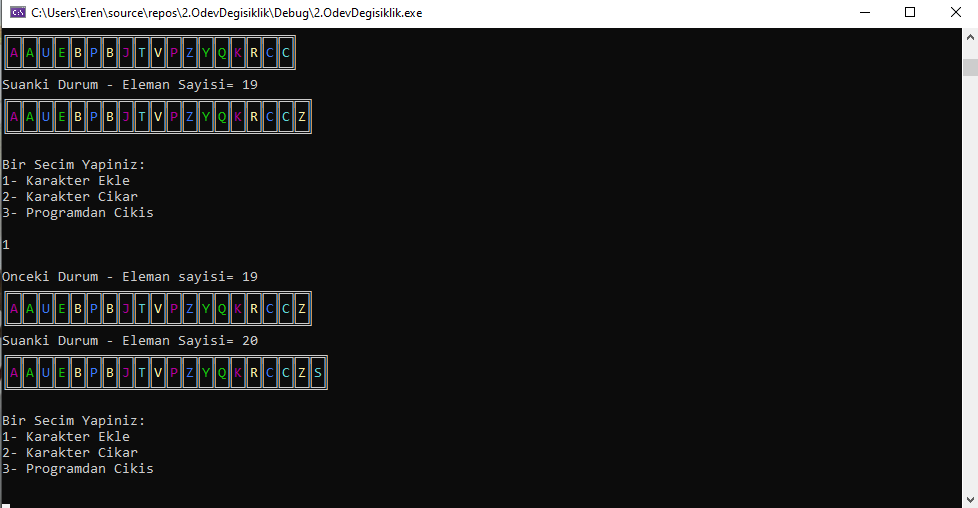 C:\Users\Eren\source\repos\2.OdevDegisiklik\Debug\2.OdevDegisiklik.exe
A A U E B P B J T V P Z Y Q K R C C
Suanki Durum - Eleman Sayisi= 19
A A U E B P B J T V P Z Y Q K R C C Z
Bir Secim Yapiniz:
1- Karakter Ekle
2- Karakter Cikar
3- Programdan Cikis
1
Onceki Durum - Eleman sayisi= 19
A A U E B P B J T V P Z Y Q K R C C Z
Suanki Durum - Eleman Sayisi= 20
A A U E B P B J T V P Z Y Q K R C C Z S
Bir Secim Yapiniz:
1- Karakter Ekle
2- Karakter Cikar
3- Programdan Cikis